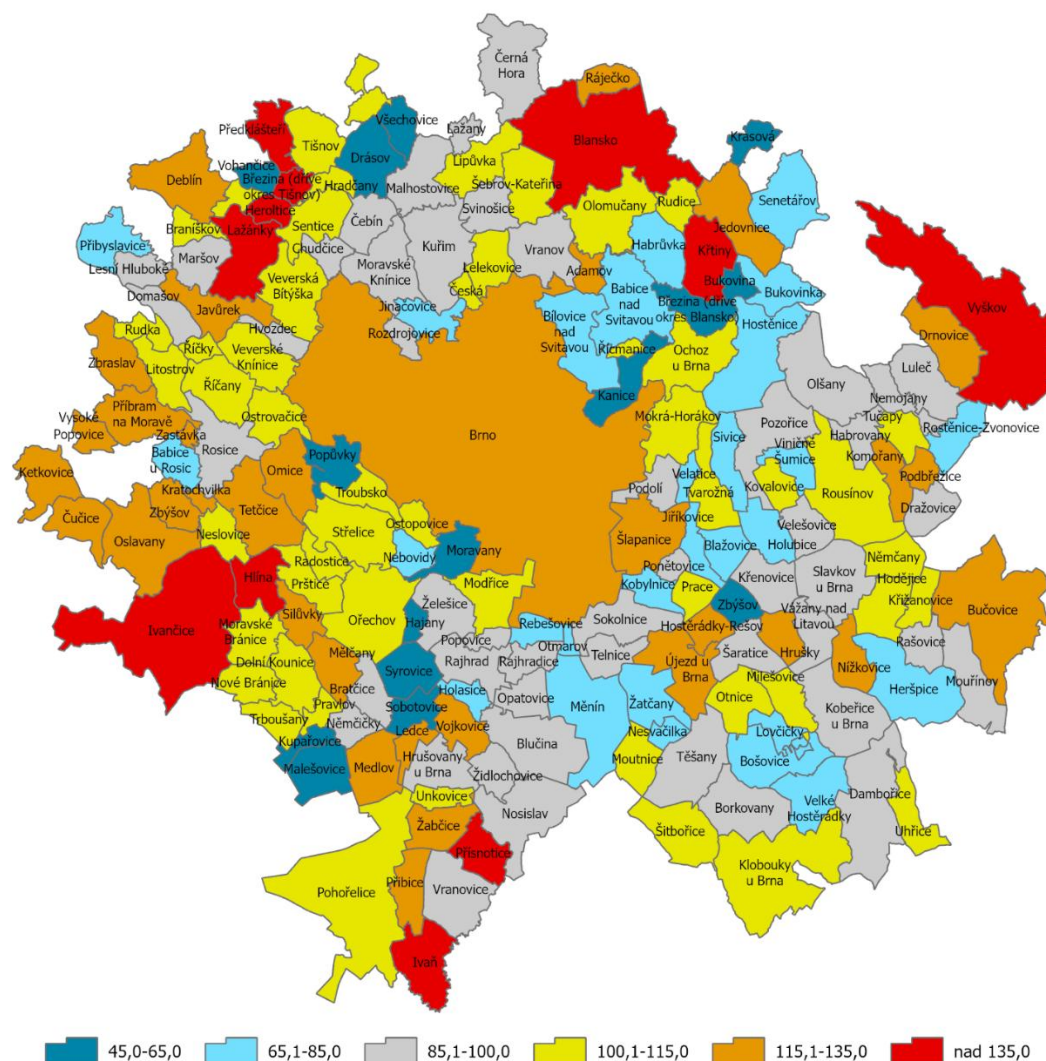 Černá
Hora
Ráječko
Všechovice
Předklášteří
Tišnov
Lažany
Blansko
Krasová
Vohančice
Drásov
Lipůvka
Březina (dříve
okres Tišnov)
Hradčany
Malhostovice
Šebrov-Kateřina
Deblín
Senetářov
Heroltice
Olomučany
Rudice
Svinošice
Jedovnice
Braníškov
Lažánky
Sentice
Čebín
Přibyslavice
Chudčice
Kuřim
Vranov
Habrůvka
Křtiny
Lesní Hluboké
Maršov
Moravské
Knínice
Lelekovice
Adamov
Bukovina
Veverská
Bítýška
Česká
Babice
nad
Svitavou
Březina (dříve
okres Blansko)
Bukovinka
Vyškov
Domašov
Javůrek
Jinačovice
Bílovice
nad
Svitavou
Hostěnice
Drnovice
Rudka
Hvozdec
Rozdrojovice
Říčky
Veverské
Knínice
Řícmanice
Ochoz
u Brna
Zbraslav
Litostrov
Luleč
Olšany
Říčany
Kanice
Nemojany
Příbram
na Moravě
Ostrovačice
Mokrá-Horákov
Pozořice
Tučapy
Vysoké
Popovice
Zastávka
Brno
Sivice
Viničné
Šumice
Habrovany
Rostěnice-Zvonovice
Babice
u Rosic
Rosice
Popůvky
Komořany
Ketkovice
Omice
Podolí
Velatice
Kovalovice
Podbřežice
Kratochvilka
Troubsko
Tvarožná
Rousínov
Čučice
Zbýšov
Tetčice
Ostopovice
Jiříkovice
Dražovice
Oslavany
Neslovice
Střelice
Velešovice
Nebovidy
Moravany
Šlapanice
Blažovice
Holubice
Radostice
Ponětovice
Němčany
Hlína
Prštice
Modřice
Kobylnice
Prace
Křenovice
Slavkov
u Brna
Hodějice
Želešice
Zbýšov
Křižanovice
Bučovice
Ivančice
Silůvky
Ořechov
Hajany
Rebešovice
Sokolnice
Hostěrádky-Rešov
Vážany nad
Litavou
Moravské
Bránice
Popovice
Otmarov
Telnice
Rašovice
Mělčany
Rajhrad
Rajhradice
Šaratice
Hrušky
Dolní Kounice
Syrovice
Újezd u
Brna
Nížkovice
Mouřínov
Nové Bránice
Bratčice
Holasice
Opatovice
Milešovice
Heršpice
Pravlov
Sobotovice
Měnín
Žatčany
Otnice
Kobeřice
u Brna
Trboušany
Němčičky
Ledce
Vojkovice
Nesvačilka
Lovčičky
Kupařovice
Blučina
Moutnice
Těšany
Bošovice
Malešovice
Medlov
Hrušovany
u Brna
Židlochovice
Unkovice
Dambořice
Velké
Hostěrádky
Nosislav
Borkovany
Žabčice
Šitbořice
Uhřice
Přísnotice
Klobouky
u Brna
Pohořelice
Přibice
Vranovice
Ivaň
45,0-65,0 65,1-85,0 85,1-100,0 100,1-115,0 115,1-135,0 nad 135,0